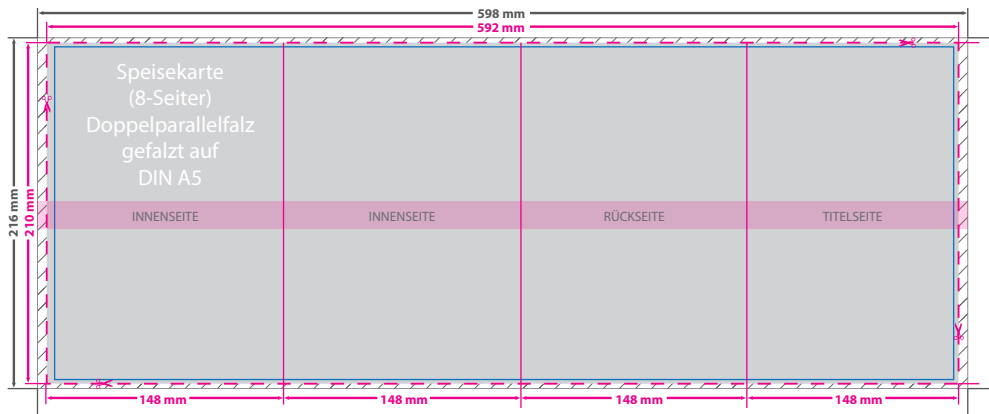 598 mm
592 mm
Speisekarte
(8-Seiter)
Doppelparallelfalz
gefalzt auf
DIN A5
216 mm
210 mm
INNENSEITE
INNENSEITE
RÜCKSEITE
TITELSEITE
148 mm
148 mm
148 mm
148 mm